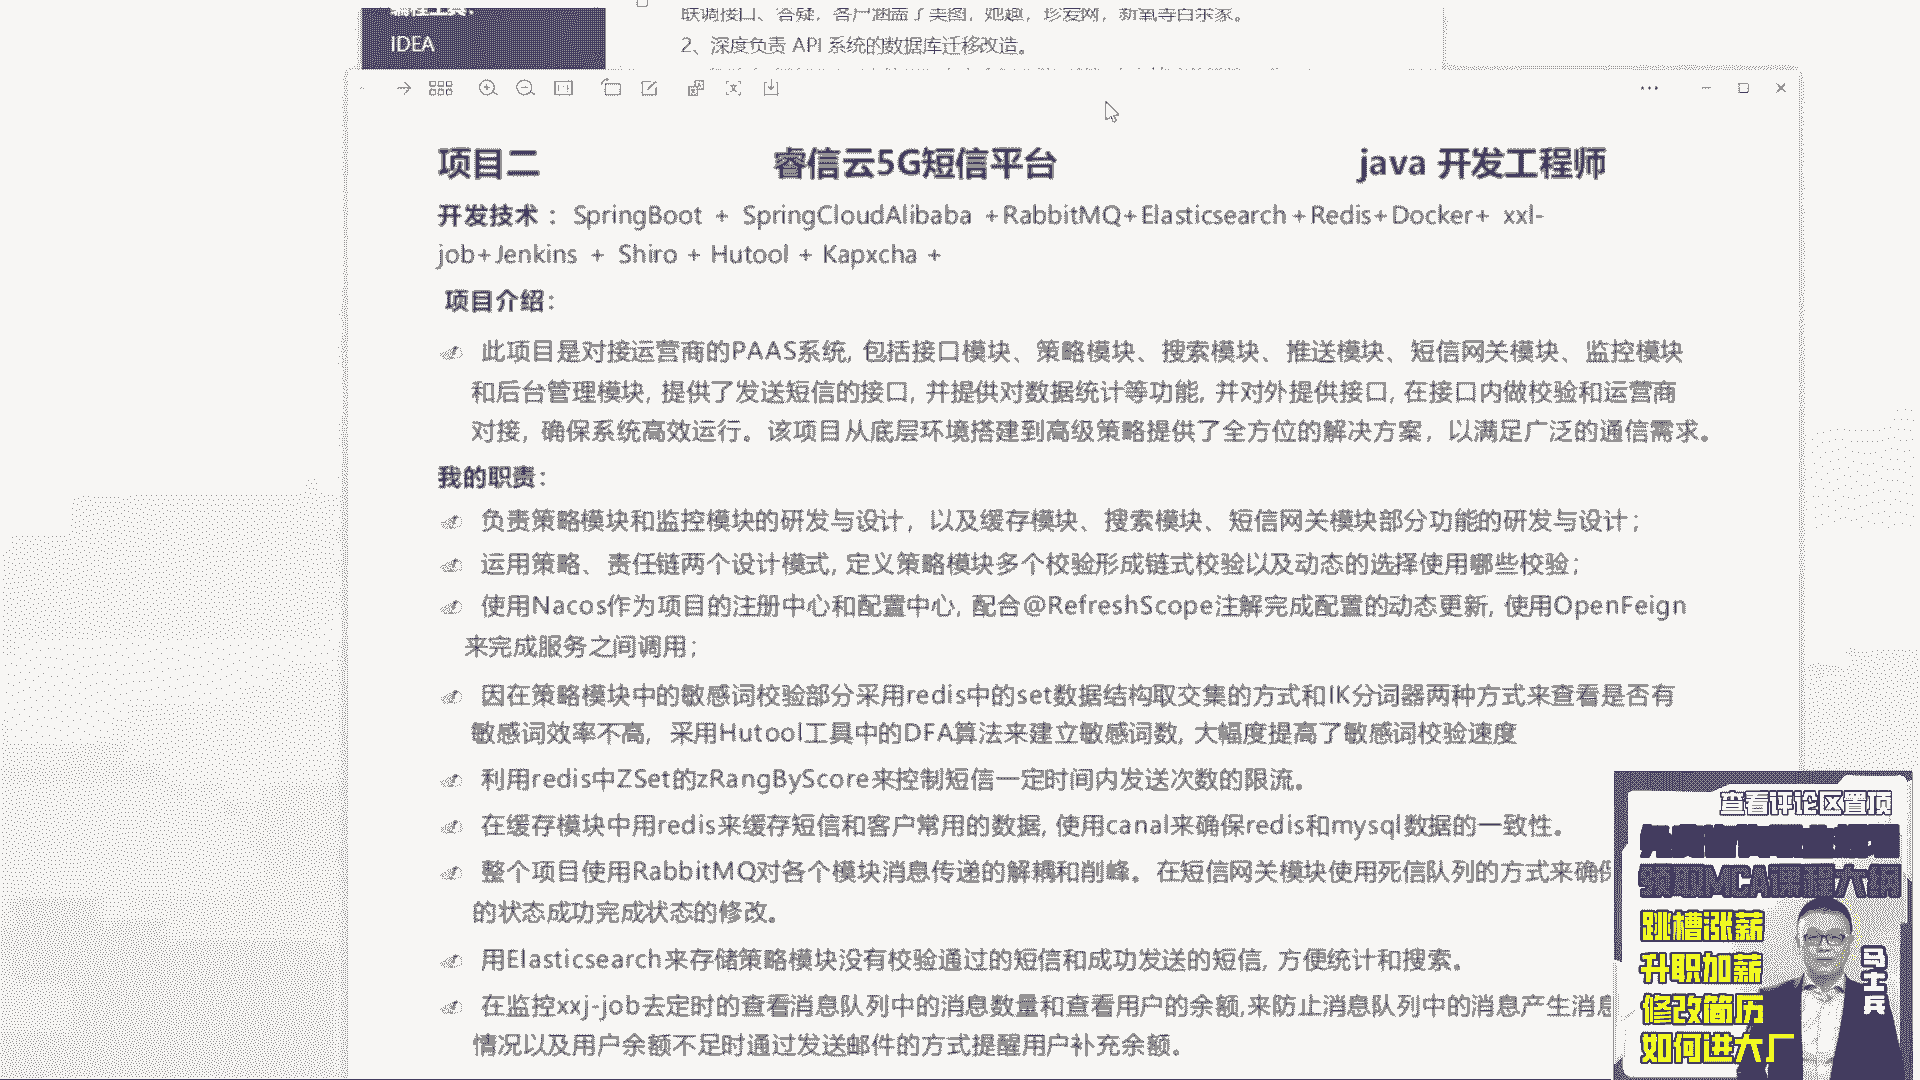 编程工具:
联调接口、答疑，客户涵盖了美图，她趣，珍爱网，新氧等百余家。
IDEA
2、深度负责 API 系统的数据库迁移改造。
项目二 睿信云5G短信平台 java 开发工程师
开发技术 ：SpringBoot + SpringCloudAlibaba +RabbitMQ+Elasticsearch+Redis+Docker+ xxl-
job+Jenkins + Shiro + Hutool + Kapxcha +
项目介绍：
此项目是对接运营商的PAAS系统, 包括接口模块、策略模块、搜索模块、推送模块、短信网关模块、监控模块
和后台管理模块, 提供了发送短信的接口, 并提供对数据统计等功能, 并对外提供接口, 在接口内做校验和运营商
对接, 确保系统高效运行。该项目从底层环境搭建到高级策略提供了全方位的解决方案，以满足广泛的通信需求。
我的职责：
负责策略模块和监控模块的研发与设计，以及缓存模块、搜索模块、短信网关模块部分功能的研发与设计；
运用策略、责任链两个设计模式, 定义策略模块多个校验形成链式校验以及动态的选择使用哪些校验；
使用Nacos作为项目的注册中心和配置中心, 配合@RefreshScope注解完成配置的动态更新, 使用OpenFeign
来完成服务之间调用；
因在策略模块中的敏感词校验部分采用redis中的set数据结构取交集的方式和IK分词器两种方式来查看是否有
敏感词效率不高，采用Hutool工具中的DFA算法来建立敏感词数, 大幅度提高了敏感词校验速度
利用redis中ZSet的zRangByScore来控制短信一定时间内发送次数的限流。
在缓存模块中用redis来缓存短信和客户常用的数据, 使用canal来确保redis和mysql数据的一致性。
整个项目使用RabbitMQ对各个模块消息传递的解耦和削峰。在短信网关模块使用死信队列的方式来确保
的状态成功完成状态的修改。
用Elasticsearch来存储策略模块没有校验通过的短信和成功发送的短信, 方便统计和搜索。
在监控xxj-job去定时的查看消息队列中的消息数量和查看用户的余额,来防止消息队列中的消息产生消息
情况以及用户余额不足时通过发送邮件的方式提醒用户补充余额。
查看评论区置顶
领取MCA课程大纲
跳槽涨薪
升职加薪
修改简历
如何进大厂
马士兵